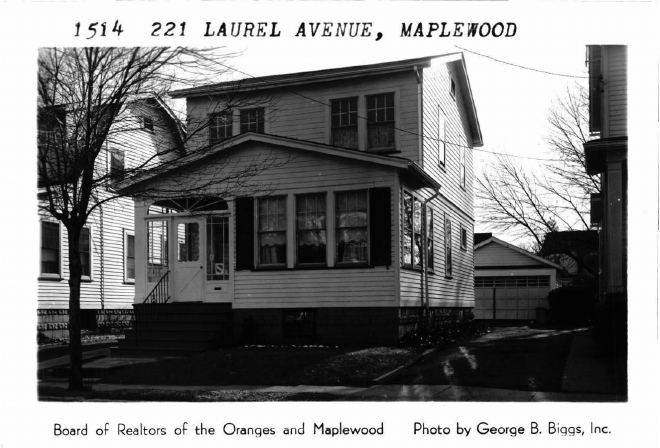 1514 221 LAUREL AVENUE, MAPLEWOOD
Board of Realtors of the Oranges and Maplewood Photo by George B. Biggs, Inc.